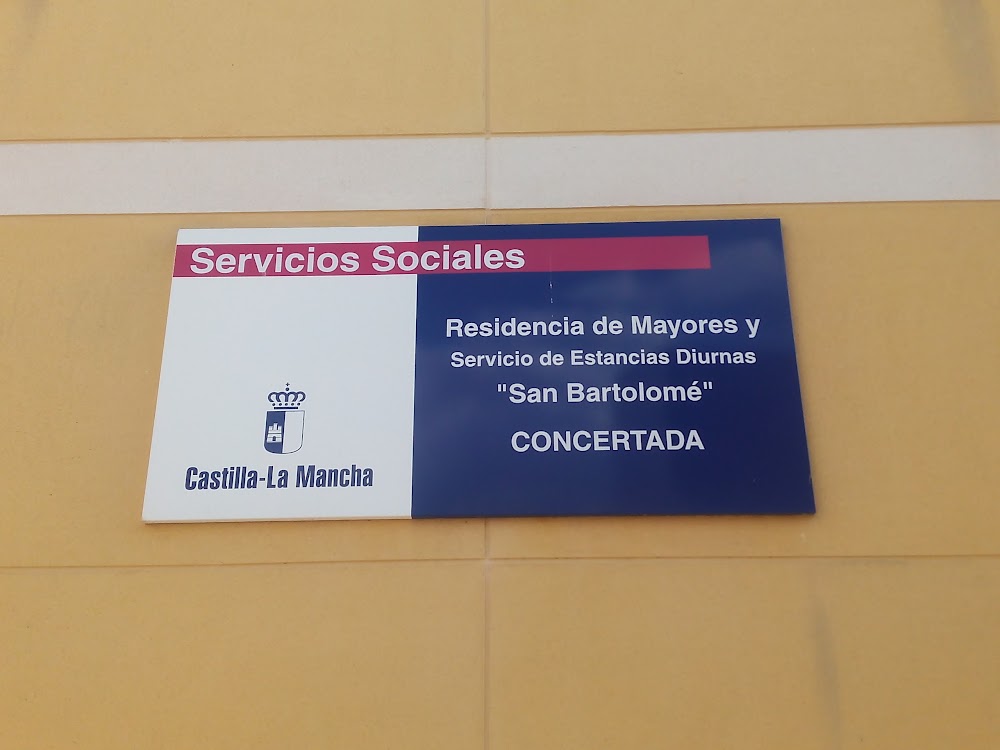 Servicios Sociales
Castilla-La Mancha
Residencia de Mayores y
Servicio de Estancias Diurnas
"San Bartolomé"
CONCERTADA